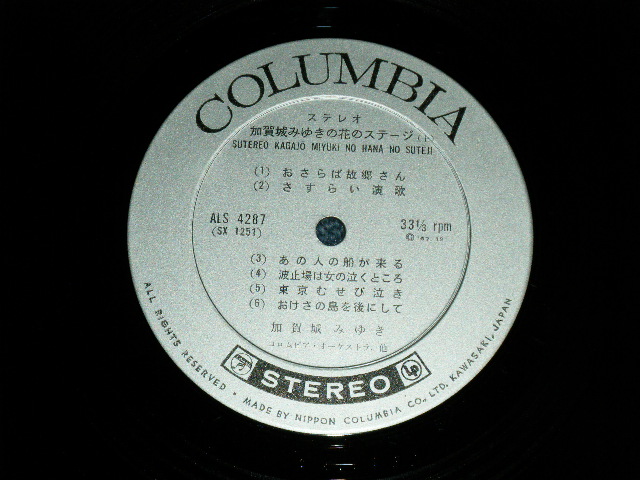 COLUMBIA
ステレオ
加賀城みゆきの花のステージ(下)
SUTEREO KAGAJO MIYUKI NO HANA NO SUTEJI
(1) おさらば故郷さん
(2) さすらい演歌
ALS 4287
(SX 1251)
33⅓ rpm
(3) あの人の船が来る
(4) 波止場は女の泣くところ
(5) 東京むせび泣き
(6) おけさの島を後にして
加賀城みゆき
コロムビア・オーケストラ、他
STEREO
LP
ALL RIGHTS RESERVED • MADE BY NIPPON COLUMBIA CO., LTD. KAWASAKI, JAPAN